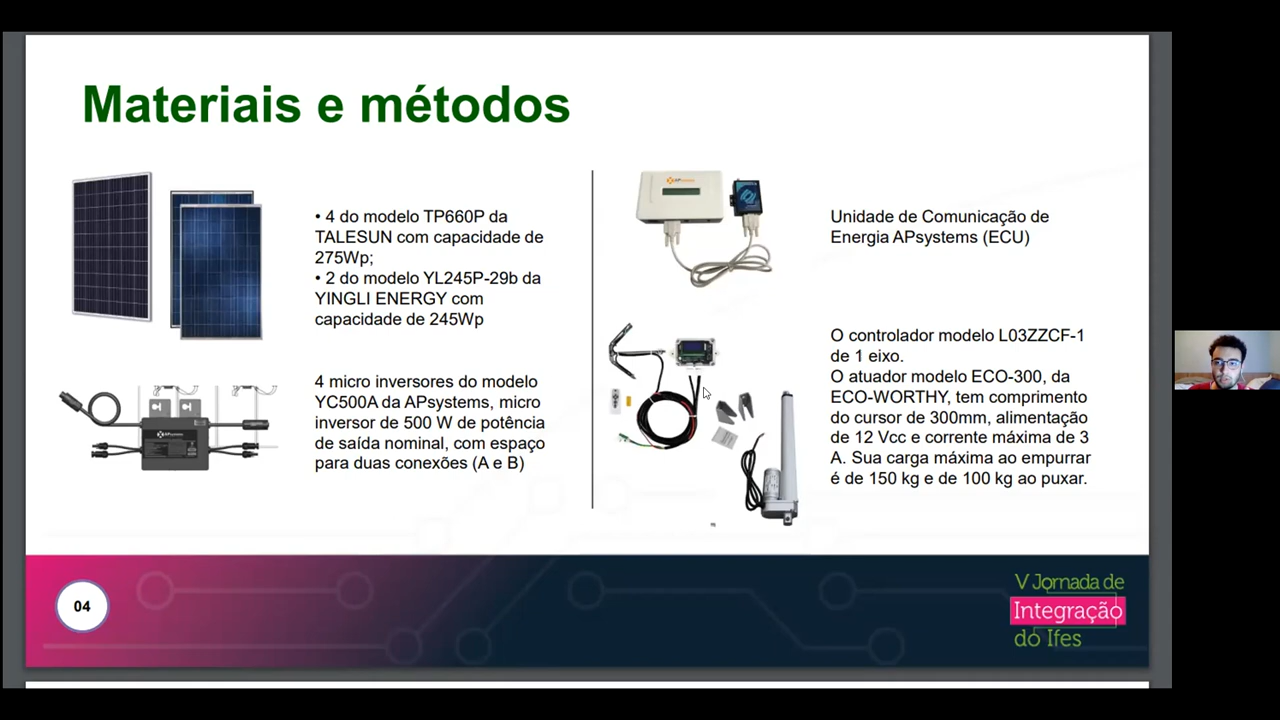 Materiais e métodos
• 4 do modelo TP660P da
TALESUN com capacidade de
275Wp;
• 2 do modelo YL245P-29b da
YINGLI ENERGY com
capacidade de 245Wp
4 micro inversores do modelo
YC500A da APsystems, micro
inversor de 500 W de potência
de saída nominal, com espaço
para duas conexões (A e B)
Unidade de Comunicação de
Energia APsystems (ECU)
O controlador modelo L03ZZCF-1
de 1 eixo.
O atuador modelo ECO-300, da
ECO-WORTHY, tem comprimento
do cursor de 300mm, alimentação
de 12 Vcc e corrente máxima de 3
A. Sua carga máxima ao empurrar
é de 150 kg e de 100 kg ao puxar.
04
V Jornada de
Integração
do Ifes